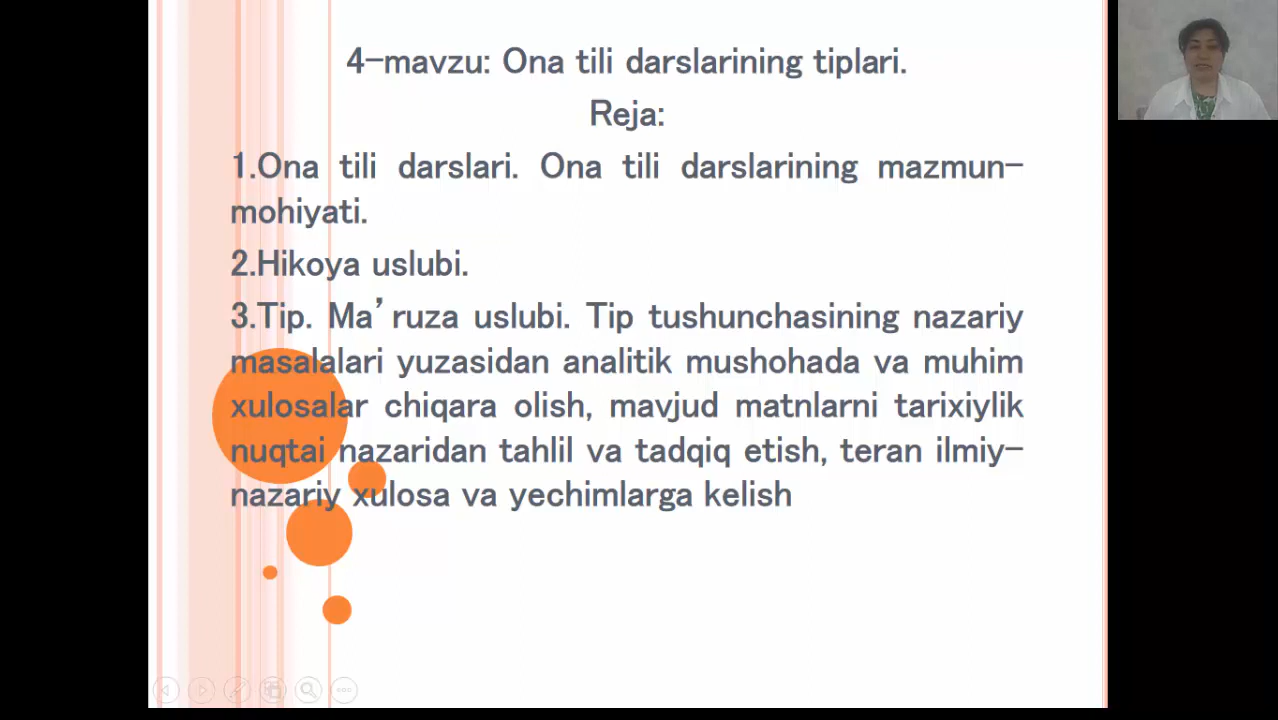 4-mavzu: Ona tili darslarining tiplari.
Reja:
1.Ona tili darslari. Ona tili darslarining mazmun-
mohiyati.
2.Hikoya uslubi.
3.Tip. Ma’ruza uslubi. Tip tushunchasining nazariy
masalalari yuzasidan analitik mushohada va muhim
xulosalar chiqara olish, mavjud matnlarni tarixiylik
nuqtai nazaridan tahlil va tadqiq etish, teran ilmiy-
nazariy xulosa va yechimlarga kelish